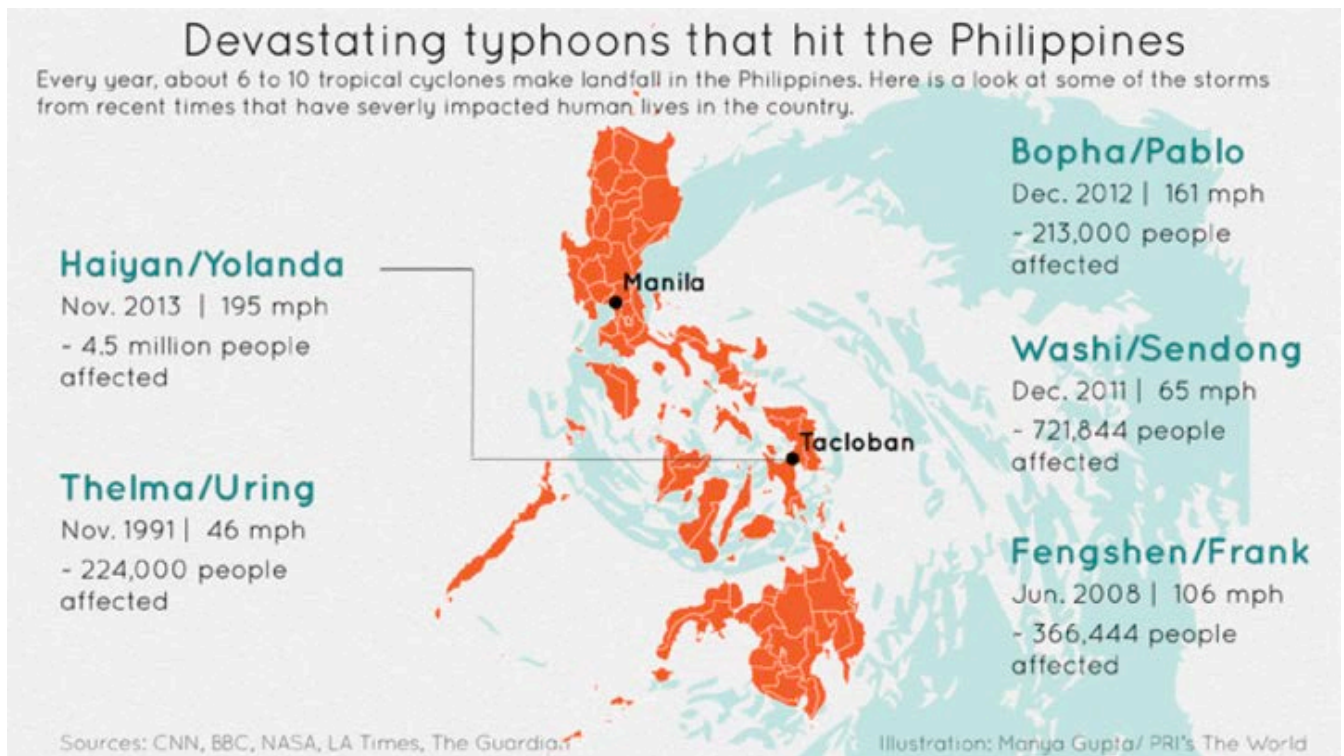 Devastating typhoons that hit the Philippines
Every year, about 6 to 10 tropical cyclones make landfall in the Philippines. Here is a look at some of the storms
from recent times that have severly impacted human lives in the country.
Haiyan/Yolanda
Nov. 2013 | 195 mph
~ 4.5 million people
affected
Thelma/Uring
Nov. 1991 | 46 mph
~ 224,000 people
affected
Manila
Tacloban
Bopha/Pablo
Dec. 2012 | 161 mph
~ 213,000 people
affected
Washi/Sendong
Dec. 2011 | 65 mph
~ 721,844 people
affected
Fengshen/Frank
Jun. 2008 | 106 mph
~ 366,444 people
affected
Sources: CNN, BBC, NASA, LA Times, The Guardian
Illustration: Manya Gupta/ PRI's The World